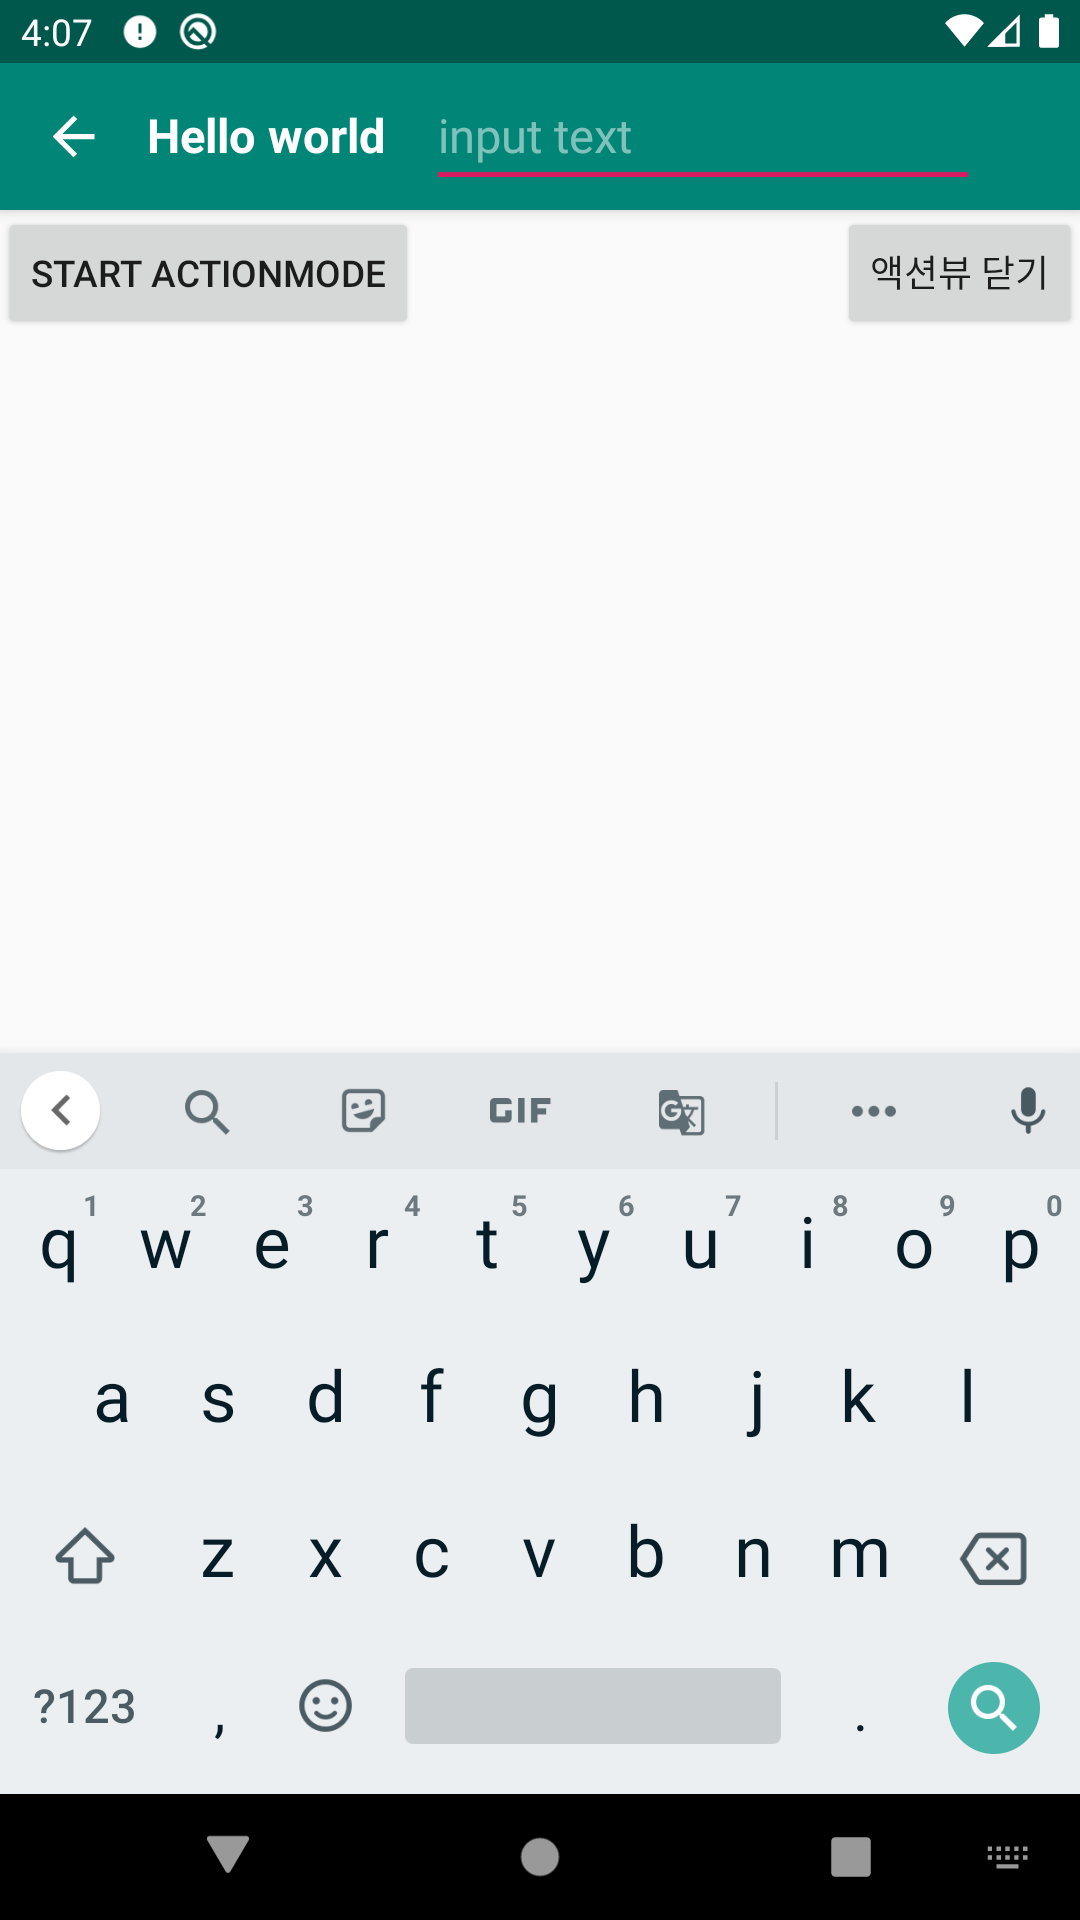 4:07
Hello world input text
START ACTIONMODE 액션뷰 닫기
GIF
1 2 3 4 5 6 7 8 9 0
q w e r t y u i o p
a s d f g h j k l
z x c v b n m
?123 , .